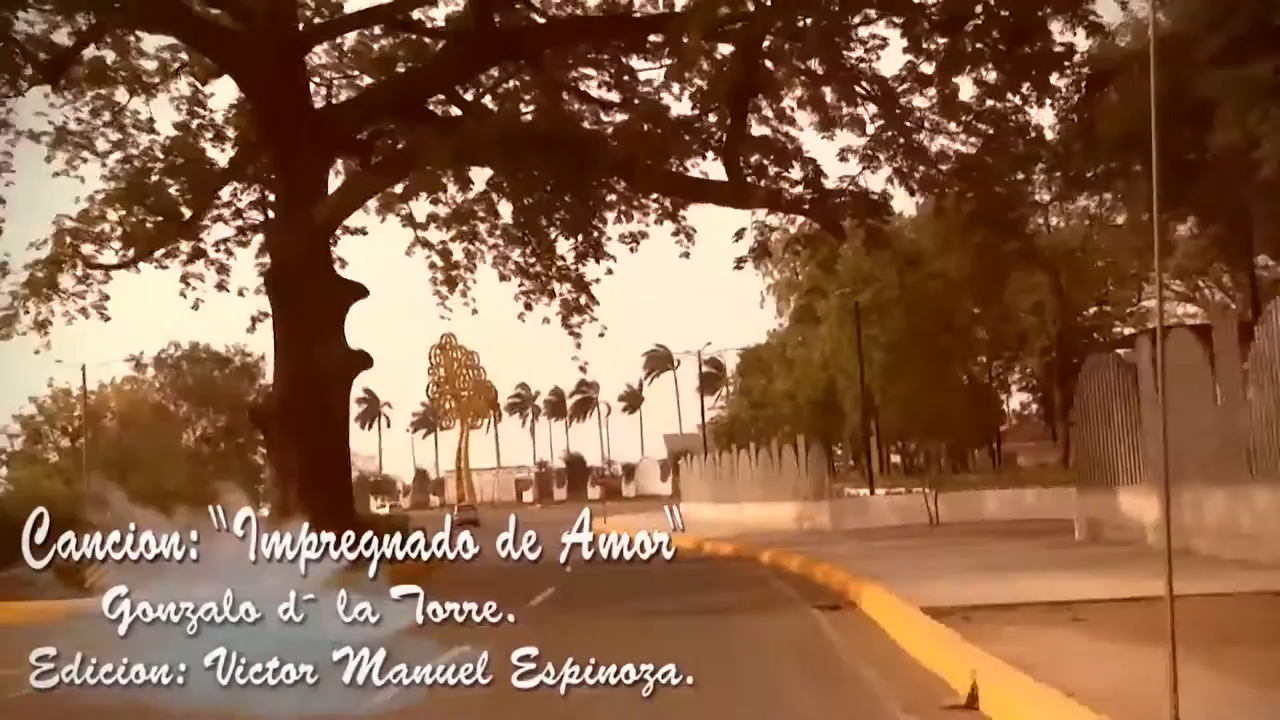 Cancion: "Impregnado de Amor"
Gonzalo d´ la Torre.
Edicion: Victor Manuel Espinoza.